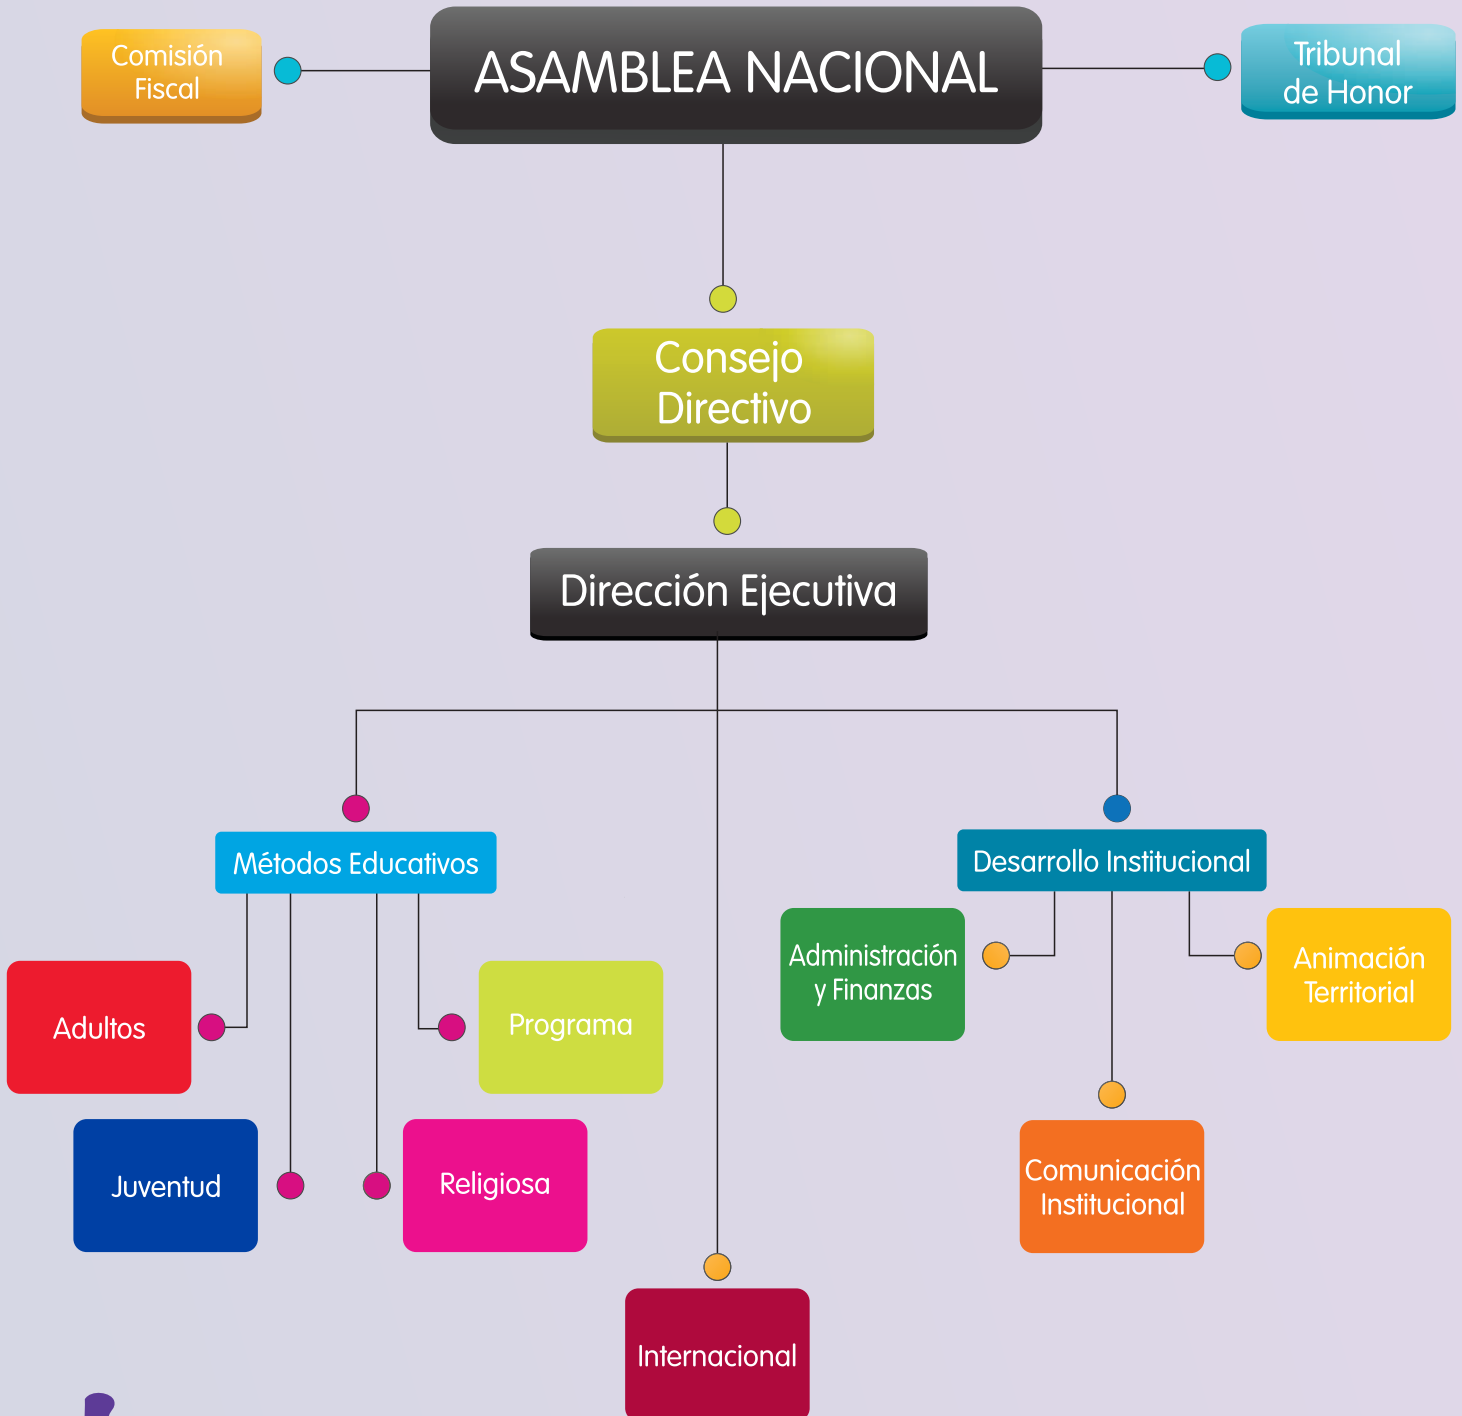 Comisión
Fiscal
ASAMBLEA NACIONAL
Tribunal
de Honor
Consejo
Directivo
Dirección Ejecutiva
Métodos Educativos
Desarrollo Institucional
Administración
y Finanzas
Animación
Territorial
Adultos
Programa
Juventud
Religiosa
Comunicación
Institucional
Internacional